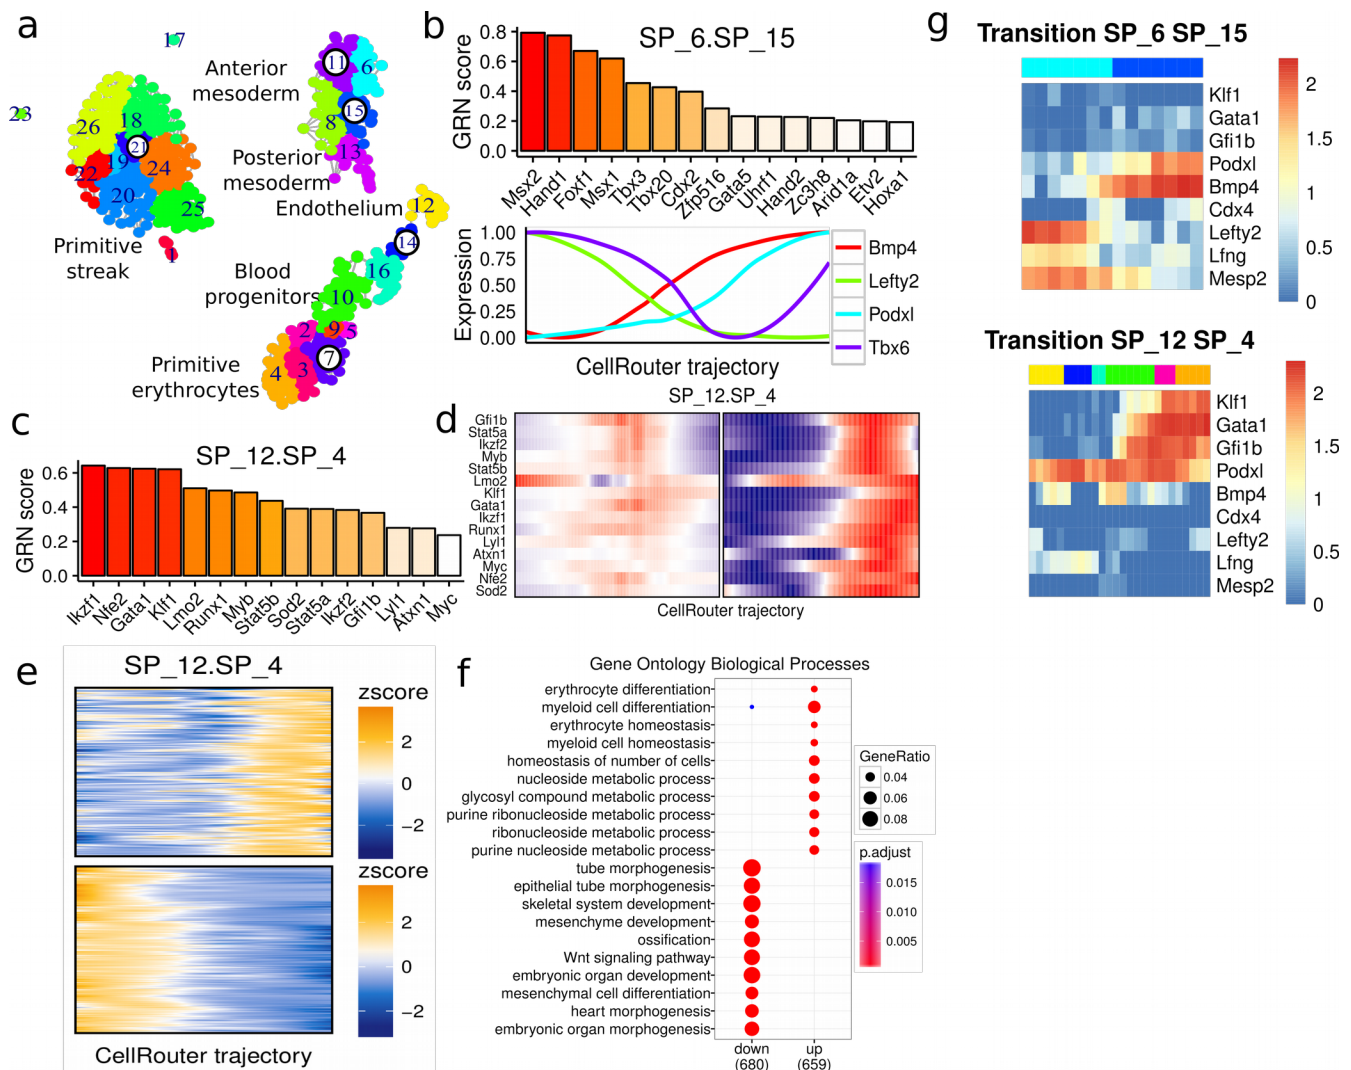 a
17
23
26
18
21
22
19
24
20
25
1
Primitive
streak
Anterior
mesoderm
11
6
15
8
13
Posterior
mesoderm
Endothelium
12
14
16
Blood
progenitors
10
2
9
5
7
3
4
Primitive
erythrocytes
b
SP_6.SP_15
GRN score
0.8
0.6
0.4
0.2
0.0
Msx2
Hand1
Foxf1
Msx1
Tbx3
Tbx20
Cdx2
Zfp516
Gata5
Uhrf1
Hand2
Zc3h8
Arid1a
Etv2
Hoxa1
Expression
1.00
0.75
0.50
0.25
0.00
Bmp4
Lefty2
Podxl
Tbx6
CellRouter trajectory
c
SP_12.SP_4
GRN score
0.6
0.4
0.2
0.0
Ikzf1
Nfe2
Gata1
Klf1
Lmo2
Runx1
Myb
Stat5b
Sod2
Stat5a
Ikzf2
Gfi1b
Lyl1
Atxn1
Myc
d
SP_12.SP_4
Gfi1b
Stat5a
Ikzf2
Myb
Stat5b
Lmo2
Klf1
Gata1
Ikzf1
Runx1
Lyl1
Atxn1
Myc
Nfe2
Sod2
CellRouter trajectory
e
SP_12.SP_4
zscore
2
0
−2
zscore
2
0
−2
CellRouter trajectory
f
Gene Ontology Biological Processes
erythrocyte differentiation
myeloid cell differentiation
erythrocyte homeostasis
myeloid cell homeostasis
homeostasis of number of cells
nucleoside metabolic process
glycosyl compound metabolic process
purine ribonucleoside metabolic process
ribonucleoside metabolic process
purine nucleoside metabolic process
tube morphogenesis
epithelial tube morphogenesis
skeletal system development
mesenchyme development
ossification
Wnt signaling pathway
embryonic organ development
mesenchymal cell differentiation
heart morphogenesis
embryonic organ morphogenesis
down
(680)
up
(659)
GeneRatio
0.04
0.06
0.08
p.adjust
0.015
0.010
0.005
g
Transition SP_6 SP_15
Klf1
Gata1
Gfi1b
Podxl
Bmp4
Cdx4
Lefty2
Lfng
Mesp2
2
1.5
1
0.5
0
Transition SP_12 SP_4
Klf1
Gata1
Gfi1b
Podxl
Bmp4
Cdx4
Lefty2
Lfng
Mesp2
2
1.5
1
0.5
0